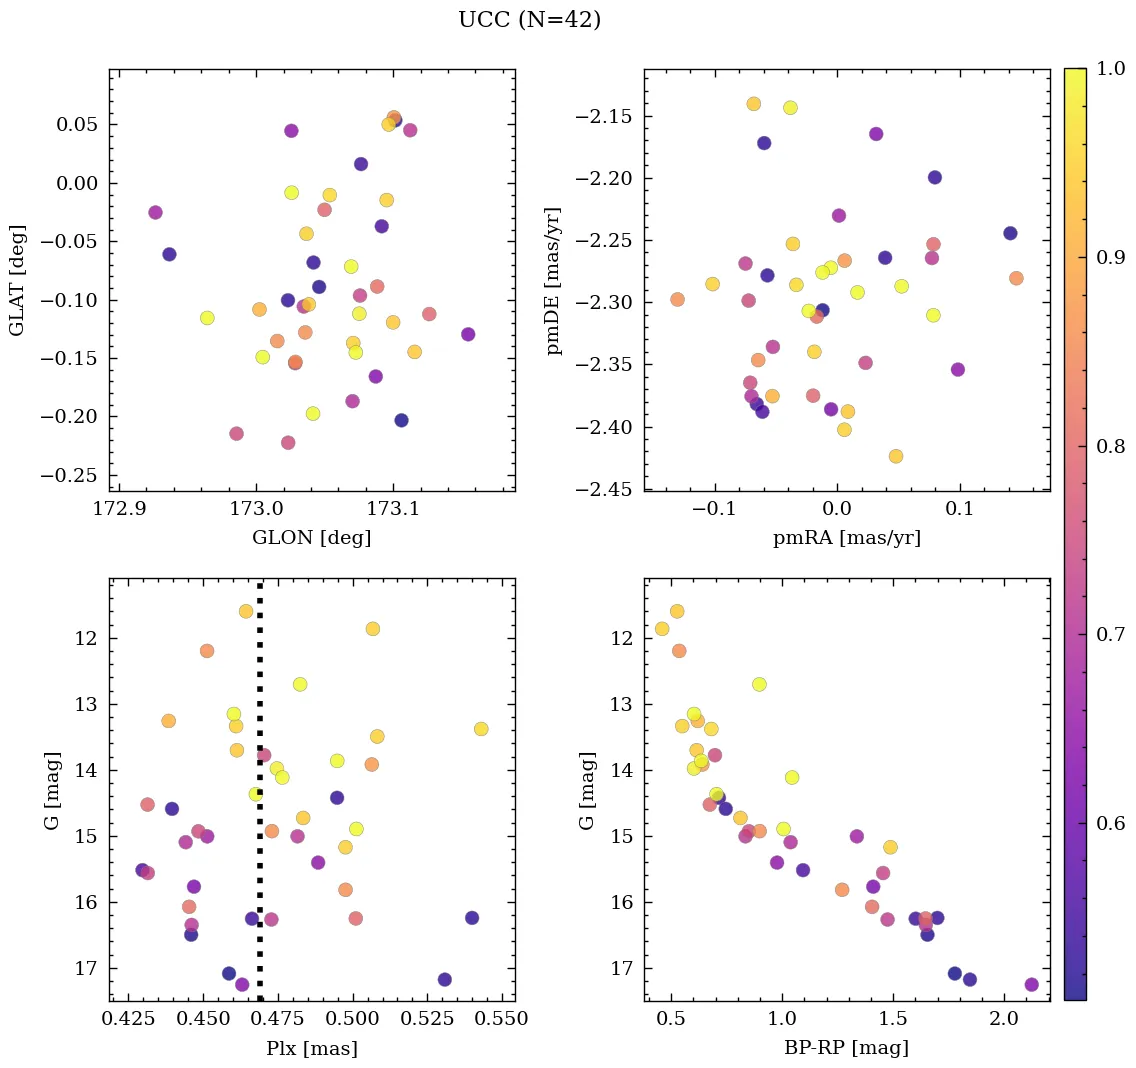 UCC (N=42)
0.05
0.00
−0.05
−0.10
−0.15
−0.20
−0.25
GLAT [deg]
172.9 173.0 173.1
GLON [deg]
−2.15
−2.20
−2.25
−2.30
−2.35
−2.40
−2.45
pmDE [mas/yr]
−0.1 0.0 0.1
pmRA [mas/yr]
1.0
0.9
0.8
0.7
0.6
12
13
14
15
16
17
G [mag]
0.425 0.450 0.475 0.500 0.525 0.550
Plx [mas]
12
13
14
15
16
17
G [mag]
0.5 1.0 1.5 2.0
BP-RP [mag]